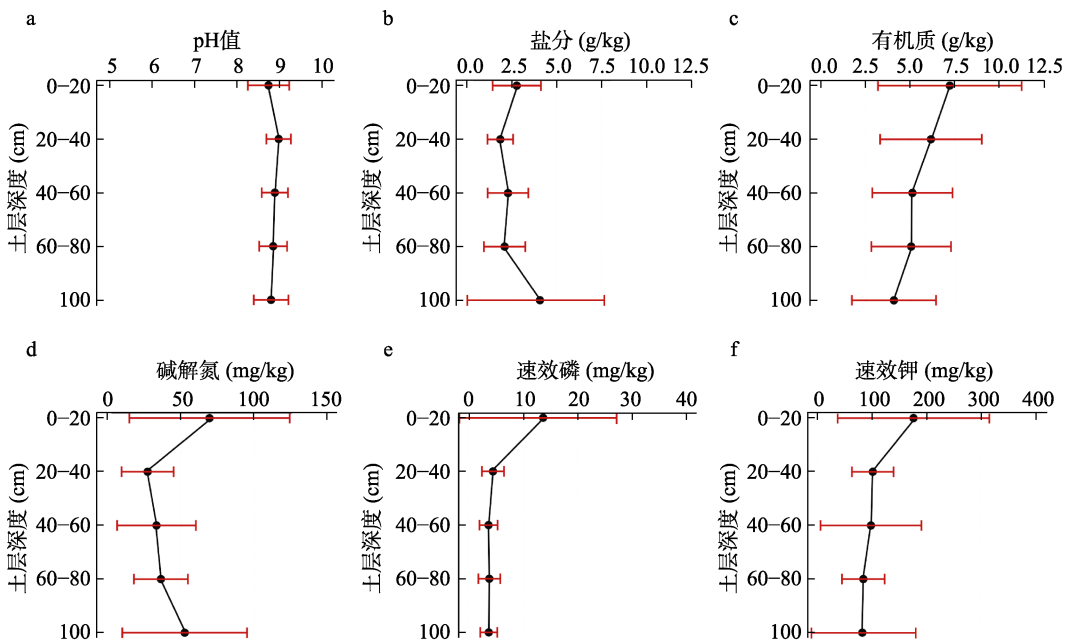 a
pH值
5 6 7 8 9 10
0−20
20−40
40−60
60−80
100
土层深度 (cm)
b
盐分 (g/kg)
0.0 2.5 5.0 7.5 10.0 12.5
0−20
20−40
40−60
60−80
100
土层深度 (cm)
c
有机质 (g/kg)
0.0 2.5 5.0 7.5 10.0 12.5
0−20
20−40
40−60
60−80
100
土层深度 (cm)
d
碱解氮 (mg/kg)
0 50 100 150
0−20
20−40
40−60
60−80
100
土层深度 (cm)
e
速效磷 (mg/kg)
0 10 20 30 40
0−20
20−40
40−60
60−80
100
土层深度 (cm)
f
速效钾 (mg/kg)
0 100 200 300 400
0−20
20−40
40−60
60−80
100
土层深度 (cm)